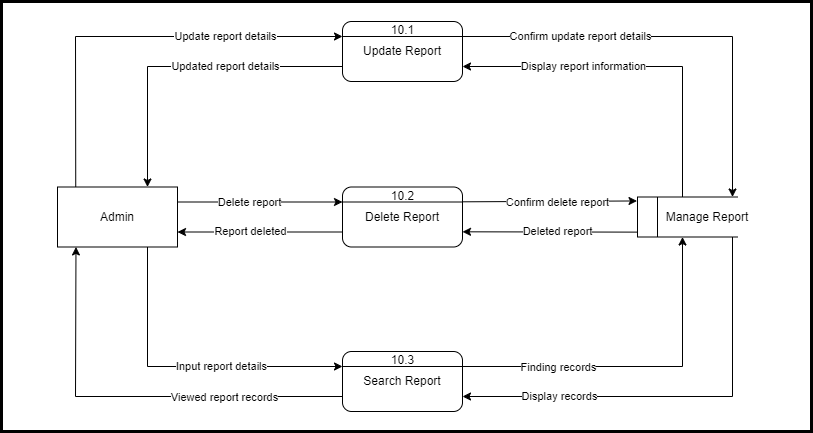 10.1
Update report details
Confirm update report details
Update Report
Updated report details
Display report information
10.2
Delete report
Confirm delete report
Admin
Delete Report
Manage Report
Report deleted
Deleted report
10.3
Input report details
Finding records
Search Report
Viewed report records
Display records